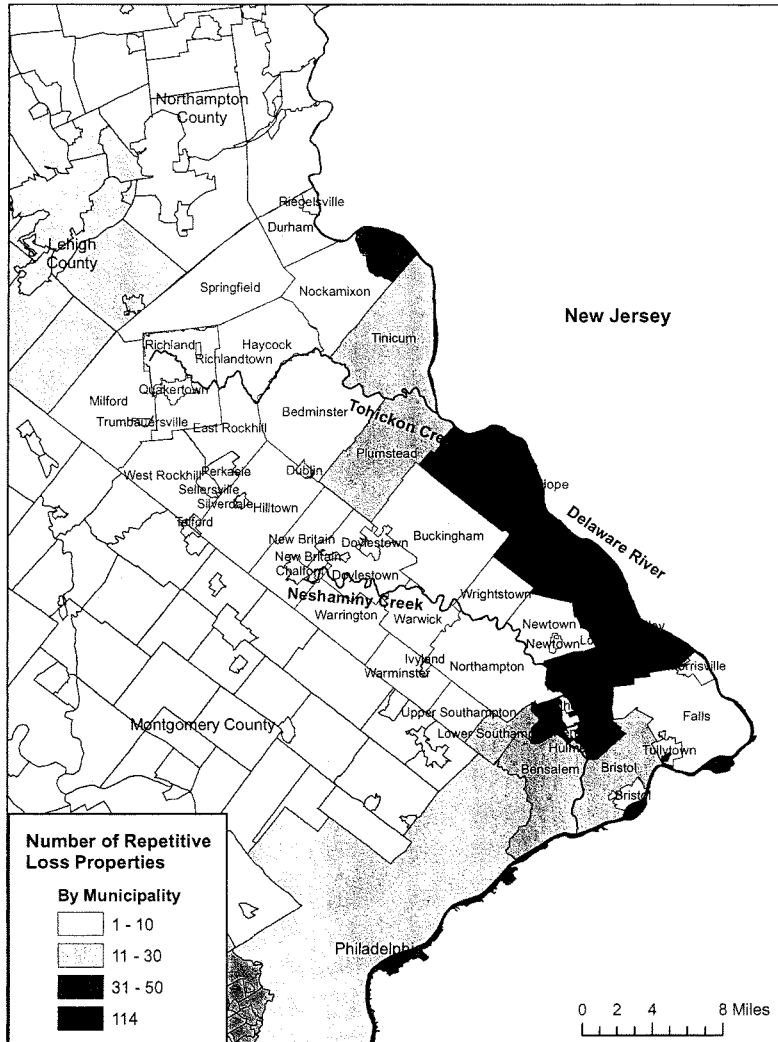 Northampton
County
Riegelsville
Durham
Lehigh
County
Springfield
Nockamixon
New Jersey
Tinicum
Richland
Haycock
Richlandtown
Quakertown
Milford
Trumbauersville
East Rockhill
Bedminster
Tohickon Cre
Plumstead
West Rockhill
Perkasie
Dublin
Sellersville
Silverdale
Hilltown
Telford
ope
Delaware River
New Britain
Doylestown
Buckingham
New Britain
Chalfont
Doylestown
Neshaminy Creek
Wrightstown
Warrington
Warwick
Newtown
Newtown
Ivyland
Northampton
Warminster
Morrisville
Upper Southampton
Falls
Montgomery County
Lower Southamp
Hulm
Tullytown
Bensalem
Bristol
Bristol
Philadelphia
Number of Repetitive
Loss Properties
By Municipality
1 - 10
11 - 30
31 - 50
114
0 2 4 8 Miles